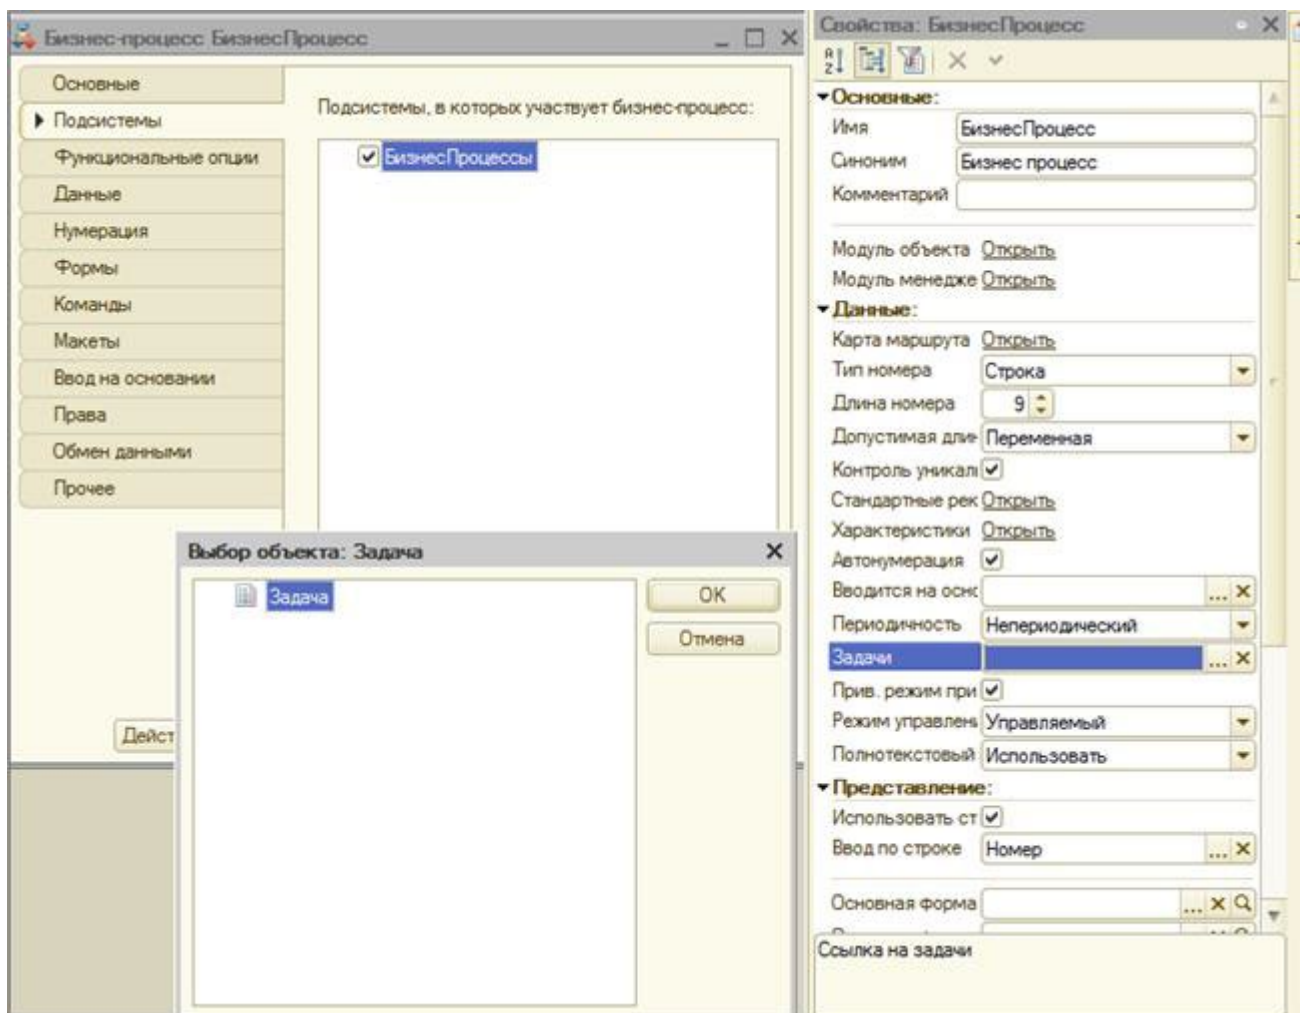 Бизнес-процесс БизнесПроцесс
Основные
Подсистемы
Функциональные опции
Данные
Нумерация
Формы
Команды
Макеты
Ввод на основании
Права
Обмен данными
Прочее
Подсистемы, в которых участвует бизнес-процесс:
БизнесПроцессы
Дейст
Выбор объекта: Задача
Задача
ОК
Отмена
Свойства: БизнесПроцесс
Основные:
Имя БизнесПроцесс
Синоним Бизнес процесс
Комментарий
Модуль объекта Открыть
Модуль менедже Открыть
Данные:
Карта маршрута Открыть
Тип номера Строка
Длина номера 9
Допустимая длин Переменная
Контроль уникал
Стандартные рек Открыть
Характеристики Открыть
Автонумерация
Вводится на осно ...
Периодичность Непериодический
Задачи ...
Прив. режим при
Режим управлени Управляемый
Полнотекстовый Использовать
Представление:
Использовать ст
Ввод по строке Номер ...
Основная форма ...
Ссылка на задачи